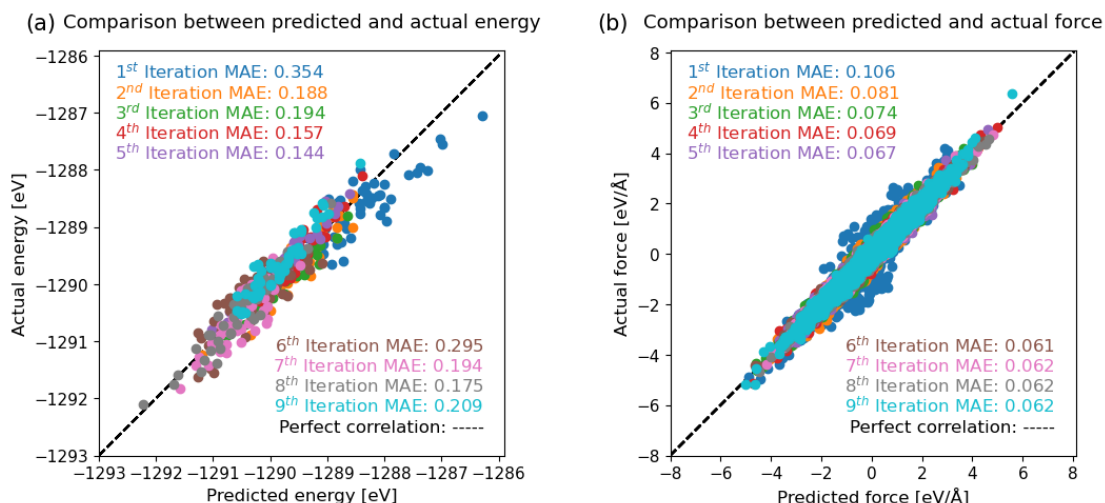 (a) Comparison between predicted and actual energy
−1286
−1287
−1288
−1289
−1290
−1291
−1292
−1293
Actual energy [eV]
1st Iteration MAE: 0.354
2nd Iteration MAE: 0.188
3rd Iteration MAE: 0.194
4th Iteration MAE: 0.157
5th Iteration MAE: 0.144
6th Iteration MAE: 0.295
7th Iteration MAE: 0.194
8th Iteration MAE: 0.175
9th Iteration MAE: 0.209
Perfect correlation: -----
−1293 −1292 −1291 −1290 −1289 −1288 −1287 −1286
Predicted energy [eV]
(b) Comparison between predicted and actual force
8
6
4
2
0
−2
−4
−6
−8
Actual force [eV/Å]
1st Iteration MAE: 0.106
2nd Iteration MAE: 0.081
3rd Iteration MAE: 0.074
4th Iteration MAE: 0.069
5th Iteration MAE: 0.067
6th Iteration MAE: 0.061
7th Iteration MAE: 0.062
8th Iteration MAE: 0.062
9th Iteration MAE: 0.062
Perfect correlation: -----
−8 −6 −4 −2 0 2 4 6 8
Predicted force [eV/Å]